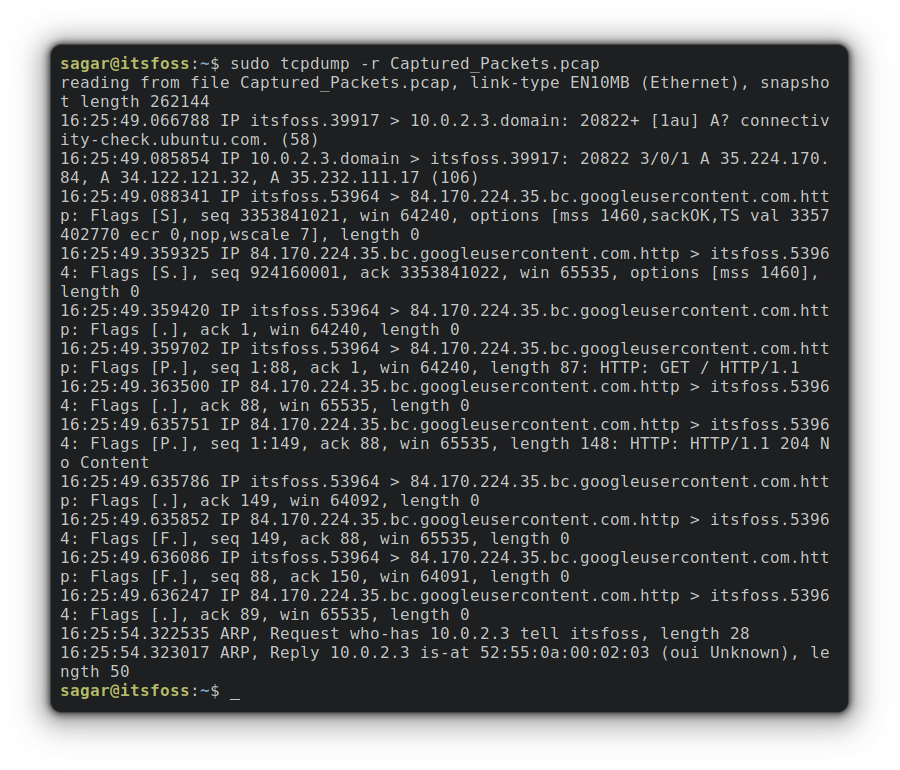 sagar@itsfoss:~$ sudo tcpdump -r Captured_Packets.pcap
reading from file Captured_Packets.pcap, link-type EN10MB (Ethernet), snapsho
t length 262144
16:25:49.066788 IP itsfoss.39917 > 10.0.2.3.domain: 20822+ [1au] A? connectiv
ity-check.ubuntu.com. (58)
16:25:49.085854 IP 10.0.2.3.domain > itsfoss.39917: 20822 3/0/1 A 35.224.170.
84, A 34.122.121.32, A 35.232.111.17 (106)
16:25:49.088341 IP itsfoss.53964 > 84.170.224.35.bc.googleusercontent.com.htt
p: Flags [S], seq 3353841021, win 64240, options [mss 1460,sackOK,TS val 3357
402770 ecr 0,nop,wscale 7], length 0
16:25:49.359325 IP 84.170.224.35.bc.googleusercontent.com.http > itsfoss.5396
4: Flags [S.], seq 924160001, ack 3353841022, win 65535, options [mss 1460],
length 0
16:25:49.359420 IP itsfoss.53964 > 84.170.224.35.bc.googleusercontent.com.htt
p: Flags [.], ack 1, win 64240, length 0
16:25:49.359702 IP itsfoss.53964 > 84.170.224.35.bc.googleusercontent.com.htt
p: Flags [P.], seq 1:88, ack 1, win 64240, length 87: HTTP: GET / HTTP/1.1
16:25:49.363500 IP 84.170.224.35.bc.googleusercontent.com.http > itsfoss.5396
4: Flags [.], ack 88, win 65535, length 0
16:25:49.635751 IP 84.170.224.35.bc.googleusercontent.com.http > itsfoss.5396
4: Flags [P.], seq 1:149, ack 88, win 65535, length 148: HTTP: HTTP/1.1 204 N
o Content
16:25:49.635786 IP itsfoss.53964 > 84.170.224.35.bc.googleusercontent.com.htt
p: Flags [.], ack 149, win 64092, length 0
16:25:49.635852 IP 84.170.224.35.bc.googleusercontent.com.http > itsfoss.5396
4: Flags [F.], seq 149, ack 88, win 65535, length 0
16:25:49.636086 IP itsfoss.53964 > 84.170.224.35.bc.googleusercontent.com.htt
p: Flags [F.], seq 88, ack 150, win 64091, length 0
16:25:49.636247 IP 84.170.224.35.bc.googleusercontent.com.http > itsfoss.5396
4: Flags [.], ack 89, win 65535, length 0
16:25:54.322535 ARP, Request who-has 10.0.2.3 tell itsfoss, length 28
16:25:54.323017 ARP, Reply 10.0.2.3 is-at 52:55:0a:00:02:03 (oui Unknown), le
ngth 50
sagar@itsfoss:~$ _